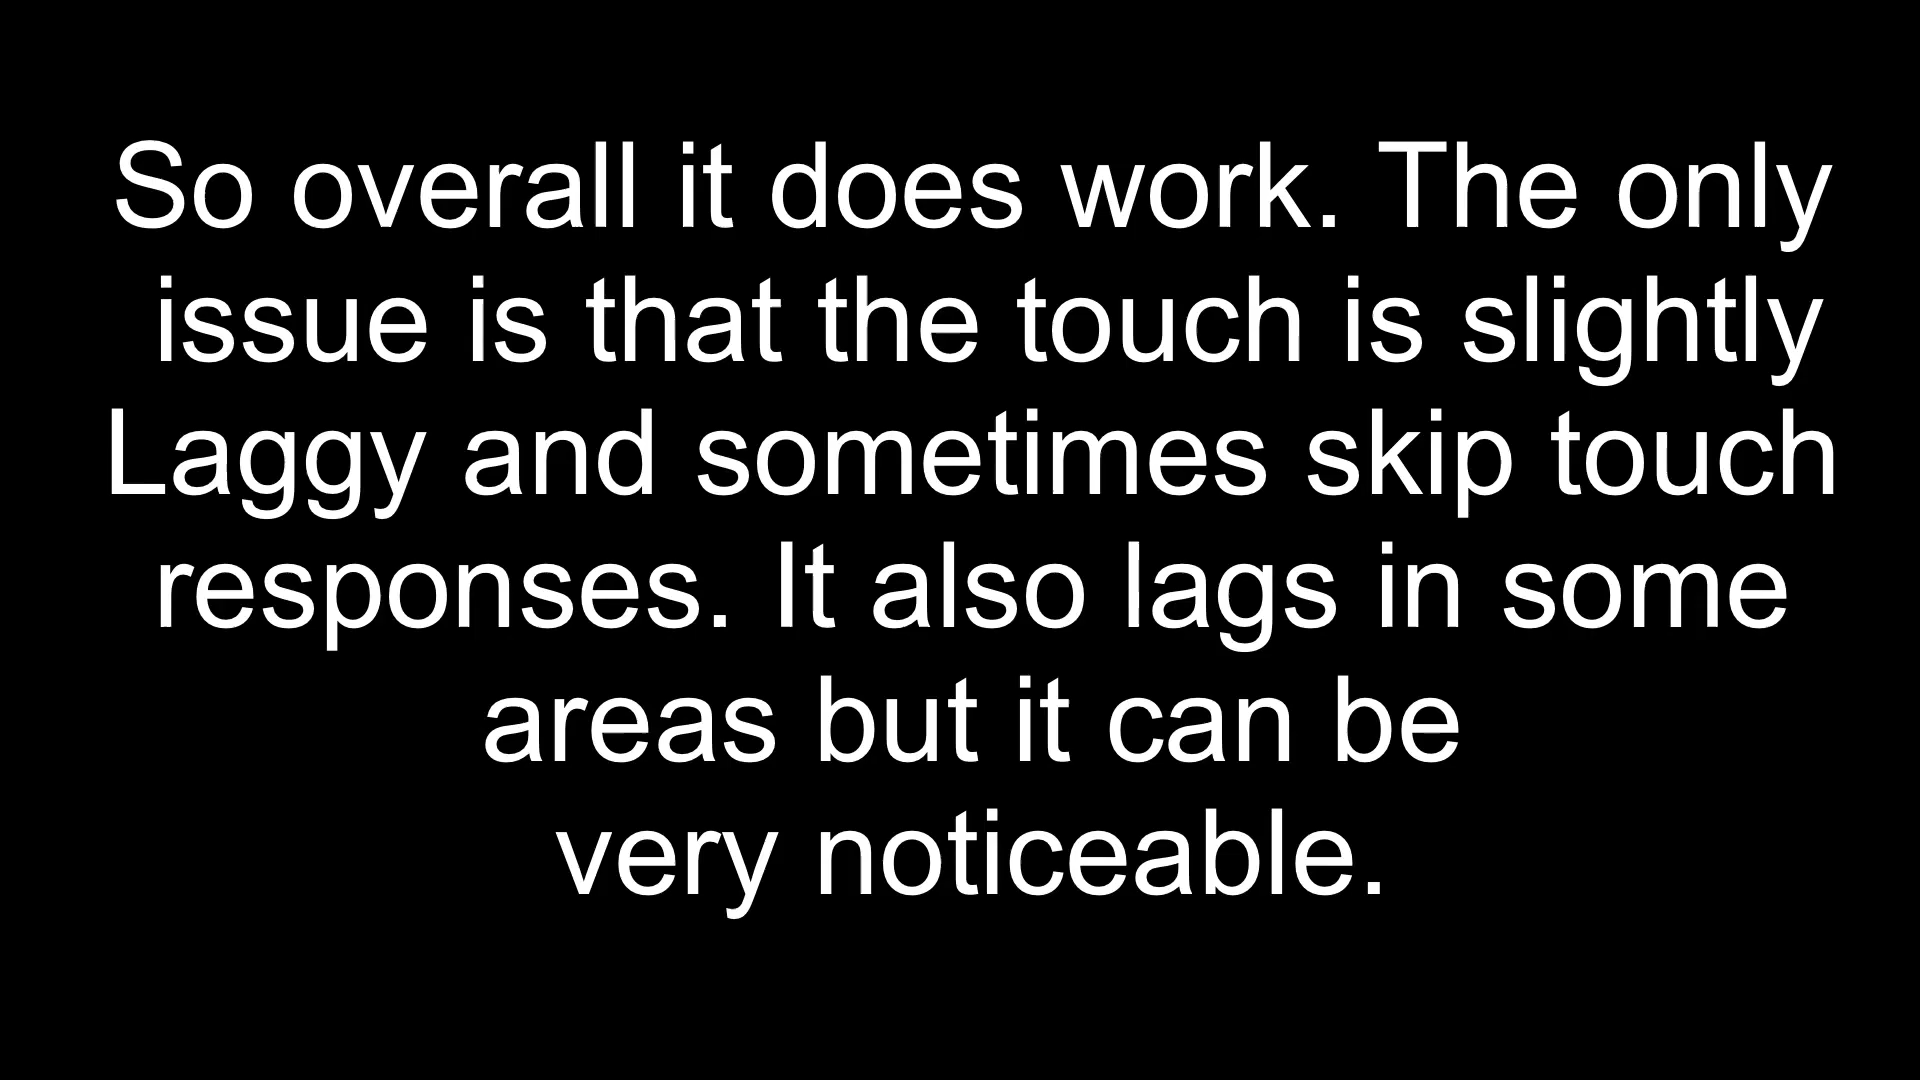 So overall it does work. The only
issue is that the touch is slightly
Laggy and sometimes skip touch
responses. It also lags in some
areas but it can be
very noticeable.